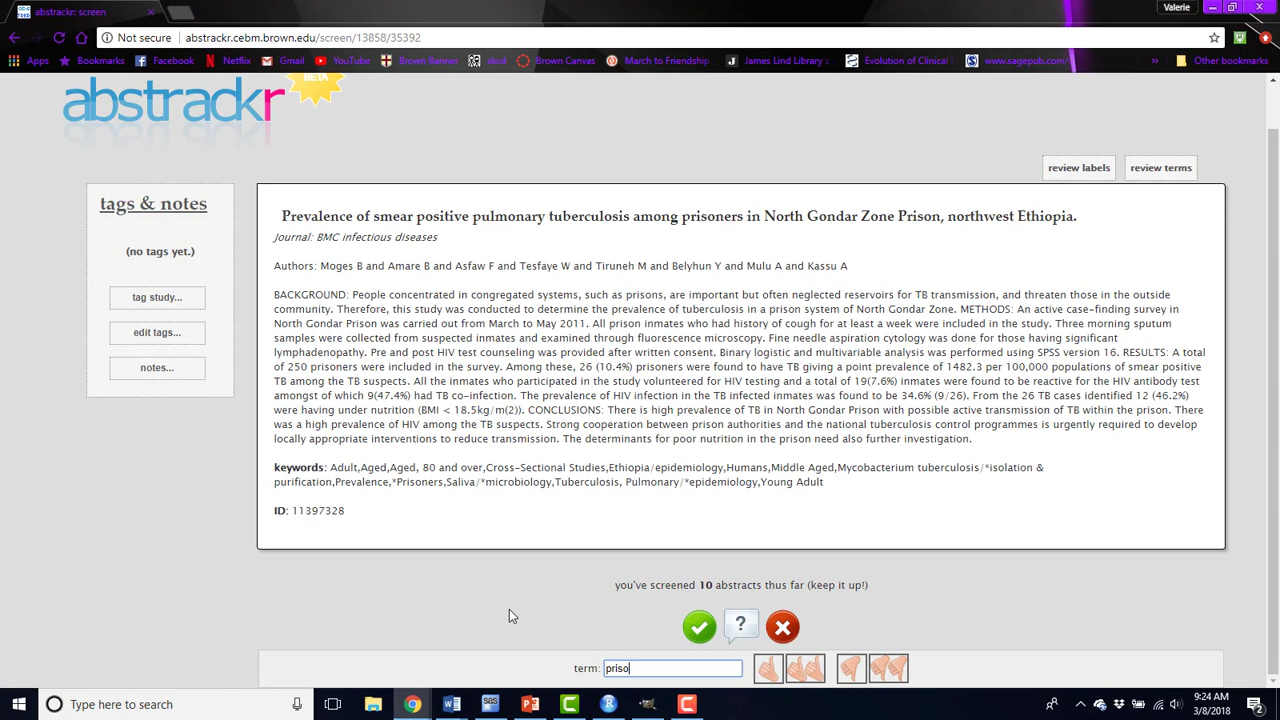 abstrackr: screen
Valerie
Not secure
abstrackr.cebm.brown.edu/screen/13858/35392
Apps
Bookmarks
Facebook
Netflix
Gmail
YouTube
Brown Banner
xkcd
Brown Canvas
March to Friendship
James Lind Library ::
Evolution of Clinical
www.sagepub.com/
»
Other bookmarks
BETA
abstrackr
review labels
review terms
tags & notes
(no tags yet.)
tag study...
edit tags...
notes...
Prevalence of smear positive pulmonary tuberculosis among prisoners in North Gondar Zone Prison, northwest Ethiopia.
Journal: BMC infectious diseases
Authors: Moges B and Amare B and Asfaw F and Tesfaye W and Tiruneh M and Belyhun Y and Mulu A and Kassu A
BACKGROUND: People concentrated in congregated systems, such as prisons, are important but often neglected reservoirs for TB transmission, and threaten those in the outside
community. Therefore, this study was conducted to determine the prevalence of tuberculosis in a prison system of North Gondar Zone. METHODS: An active case-finding survey in
North Gondar Prison was carried out from March to May 2011. All prison inmates who had history of cough for at least a week were included in the study. Three morning sputum
samples were collected from suspected inmates and examined through fluorescence microscopy. Fine needle aspiration cytology was done for those having significant
lymphadenopathy. Pre and post HIV test counseling was provided after written consent. Binary logistic and multivariable analysis was performed using SPSS version 16. RESULTS: A total
of 250 prisoners were included in the survey. Among these, 26 (10.4%) prisoners were found to have TB giving a point prevalence of 1482.3 per 100,000 populations of smear positive
TB among the TB suspects. All the inmates who participated in the study volunteered for HIV testing and a total of 19(7.6%) inmates were found to be reactive for the HIV antibody test
amongst of which 9(47.4%) had TB co-infection. The prevalence of HIV infection in the TB infected inmates was found to be 34.6% (9/26). From the 26 TB cases identified 12 (46.2%)
were having under nutrition (BMI < 18.5kg/m(2)). CONCLUSIONS: There is high prevalence of TB in North Gondar Prison with possible active transmission of TB within the prison. There
was a high prevalence of HIV among the TB suspects. Strong cooperation between prison authorities and the national tuberculosis control programmes is urgently required to develop
locally appropriate interventions to reduce transmission. The determinants for poor nutrition in the prison need also further investigation.
keywords: Adult,Aged,Aged, 80 and over,Cross-Sectional Studies,Ethiopia/epidemiology,Humans,Middle Aged,Mycobacterium tuberculosis/*isolation &
purification,Prevalence,*Prisoners,Saliva/*microbiology,Tuberculosis, Pulmonary/*epidemiology,Young Adult
ID: 11397328
you've screened 10 abstracts thus far (keep it up!)
?
term: priso
Type here to search
9:24 AM
3/8/2018